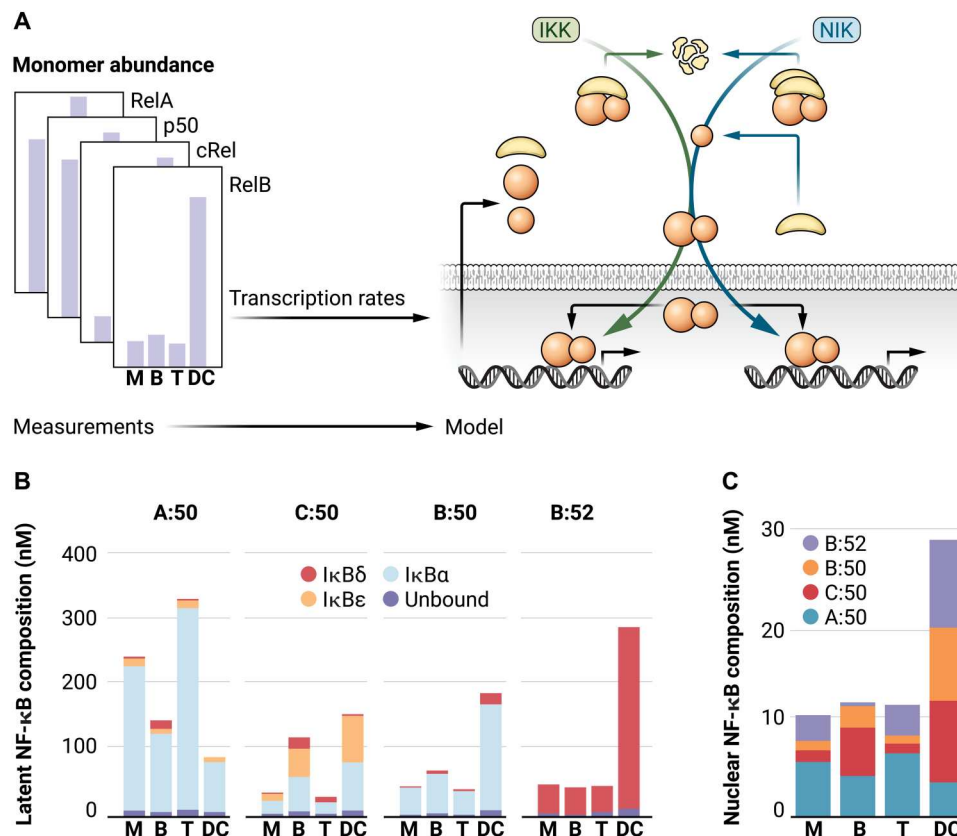 A
IKK
NIK
Monomer abundance
RelA
p50
cRel
RelB
Transcription rates
M B T DC
Measurements
Model
B
C
A:50
C:50
B:50
B:52
Latent NF-κB composition (nM)
400
300
200
100
0
IκBδ
IκBα
IκBε
Unbound
M B T DC
M B T DC
M B T DC
M B T DC
Nuclear NF-κB composition (nM)
30
20
10
0
B:52
B:50
C:50
A:50
M B T DC